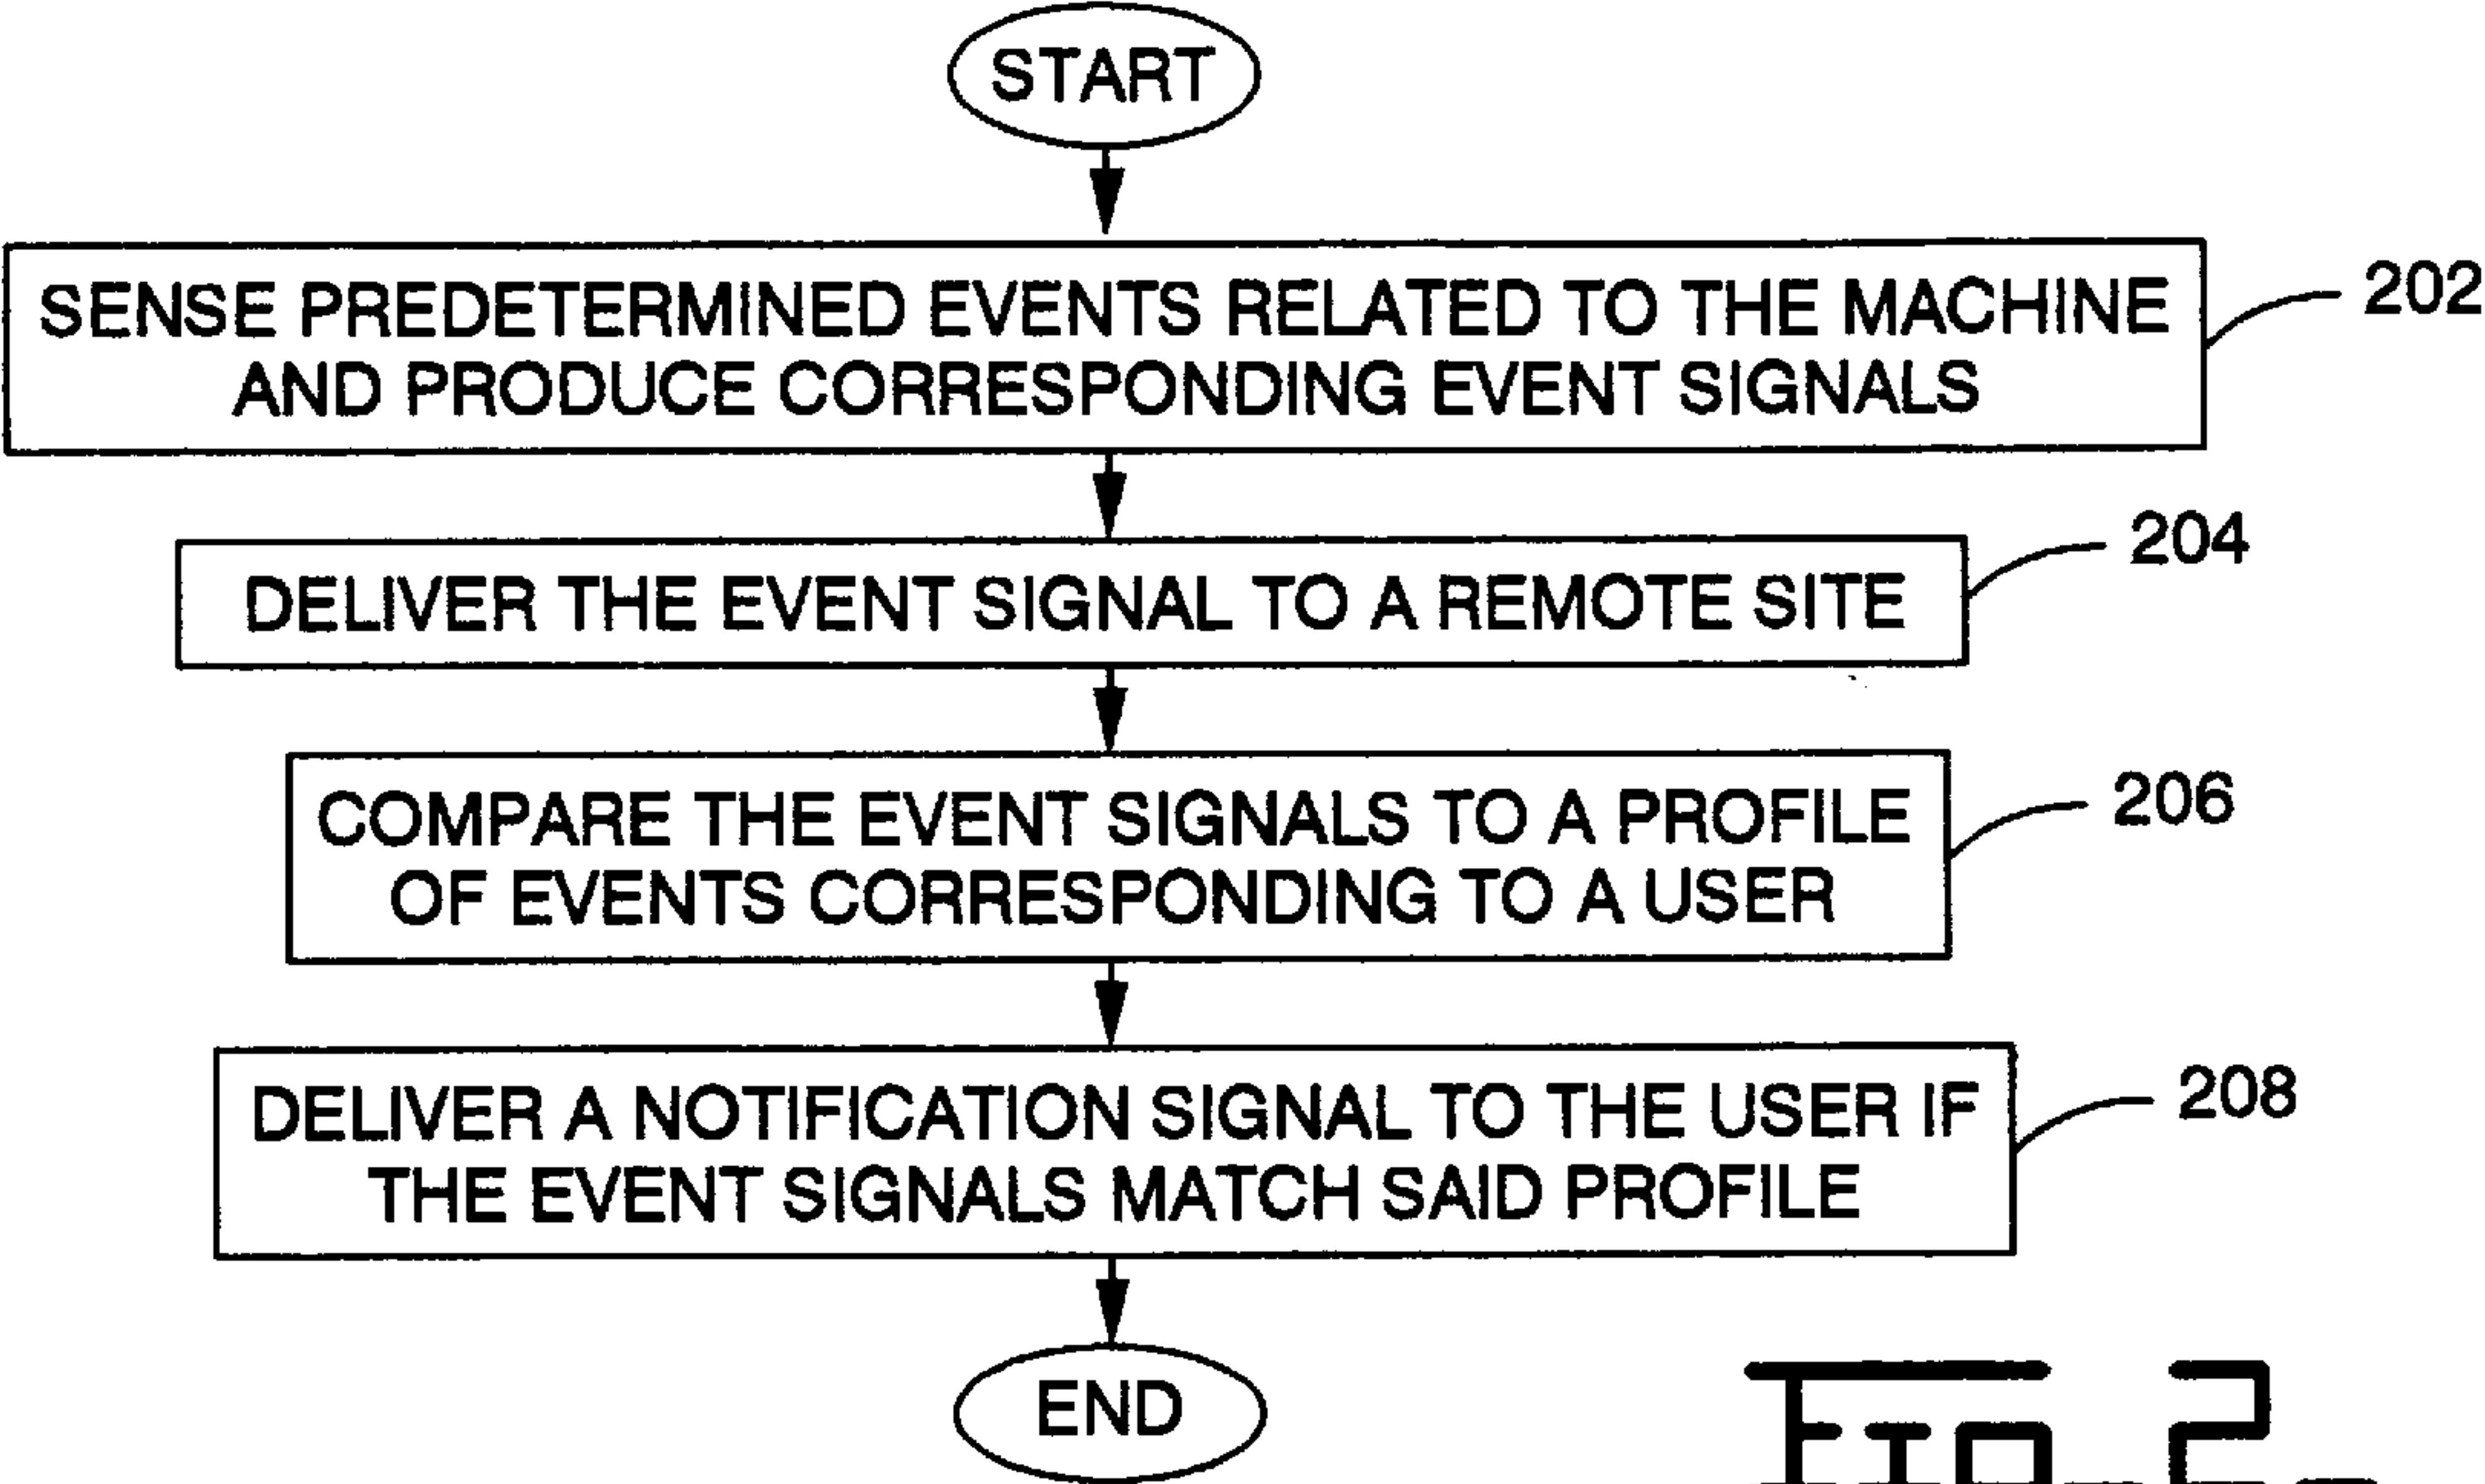 START
SENSE PREDETERMINED EVENTS RELATED TO THE MACHINE
AND PRODUCE CORRESPONDING EVENT SIGNALS
202
DELIVER THE EVENT SIGNAL TO A REMOTE SITE
204
COMPARE THE EVENT SIGNALS TO A PROFILE
OF EVENTS CORRESPONDING TO A USER
206
DELIVER A NOTIFICATION SIGNAL TO THE USER IF
THE EVENT SIGNALS MATCH SAID PROFILE
208
END
FIG_2_